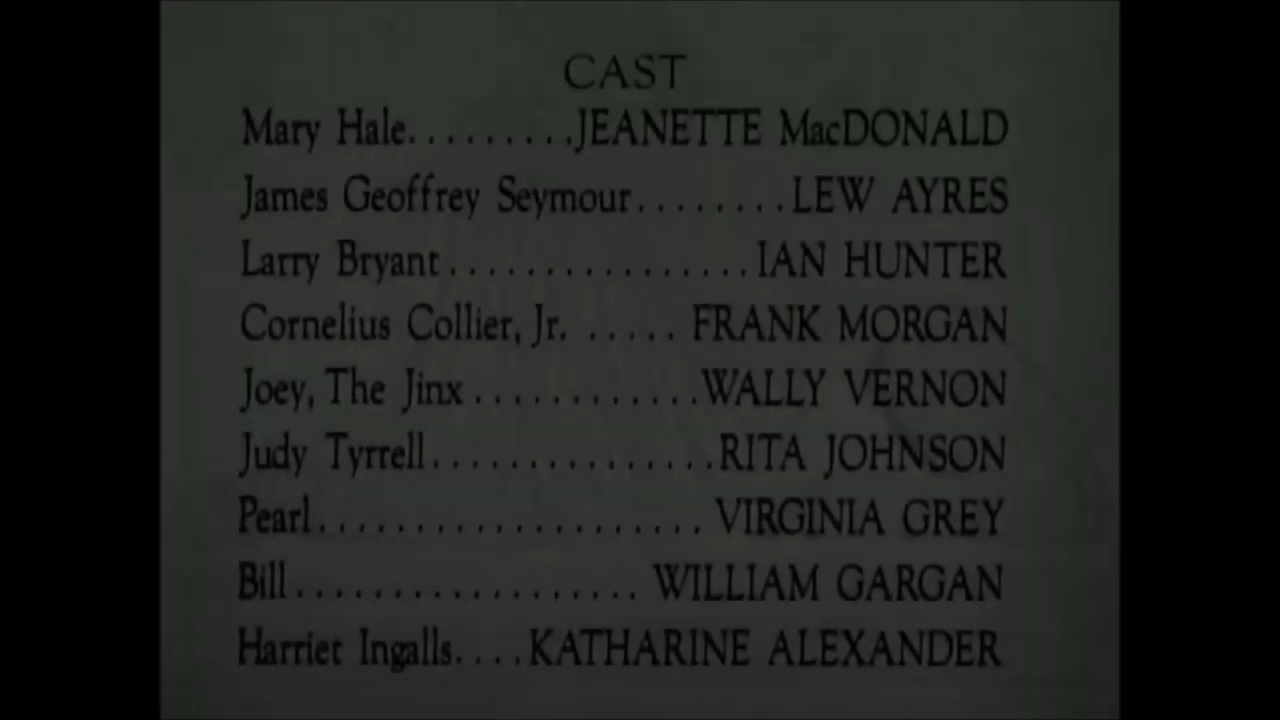 CAST
Mary Hale.........JEANETTE MacDONALD
James Geoffrey Seymour........LEW AYRES
Larry Bryant................IAN HUNTER
Cornelius Collier, Jr. ..... FRANK MORGAN
Joey, The Jinx............WALLY VERNON
Judy Tyrrell...............RITA JOHNSON
Pearl.................... VIRGINIA GREY
Bill.................. WILLIAM GARGAN
Harriet Ingalls....KATHARINE ALEXANDER